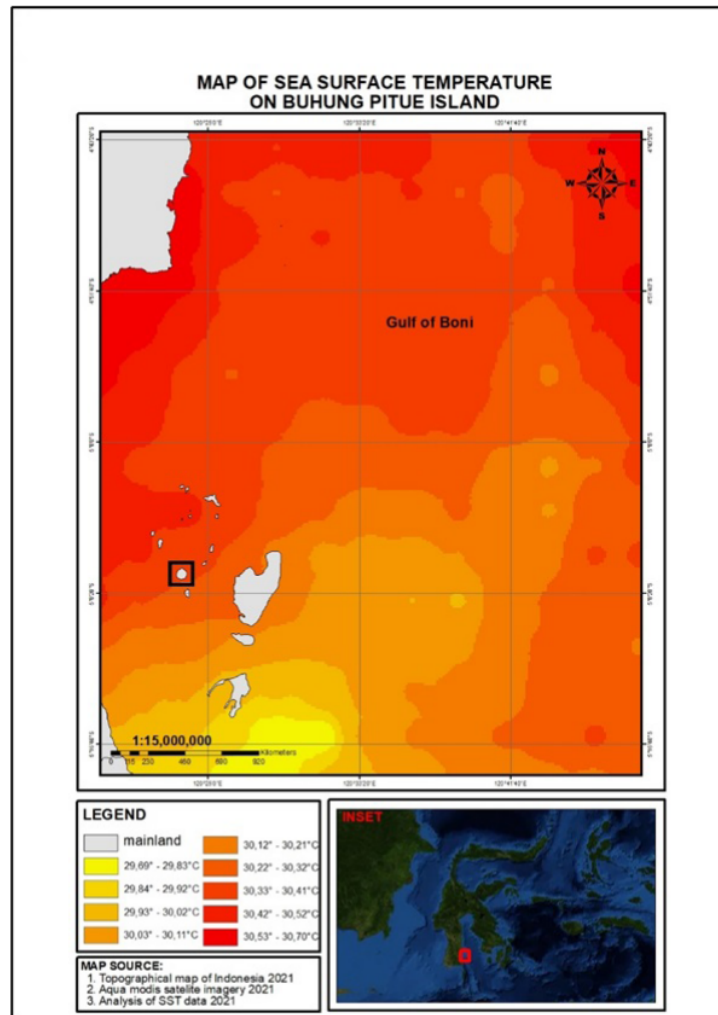 MAP OF SEA SURFACE TEMPERATURE
ON BUHUNG PITUE ISLAND
N
W E
S
Gulf of Boni
1:15,000,000
230 460 690 920 Kilometers
LEGEND
mainland
29,69° - 29,83°C
29,84° - 29,92°C
29,93° - 30,02°C
30,03° - 30,11°C
30,12° - 30,21°C
30,22° - 30,32°C
30,33° - 30,41°C
30,42° - 30,52°C
30,53° - 30,70°C
MAP SOURCE:
1. Topographical map of Indonesia 2021
2. Aqua modis satelite imagery 2021
3. Analysis of SST data 2021
INSET